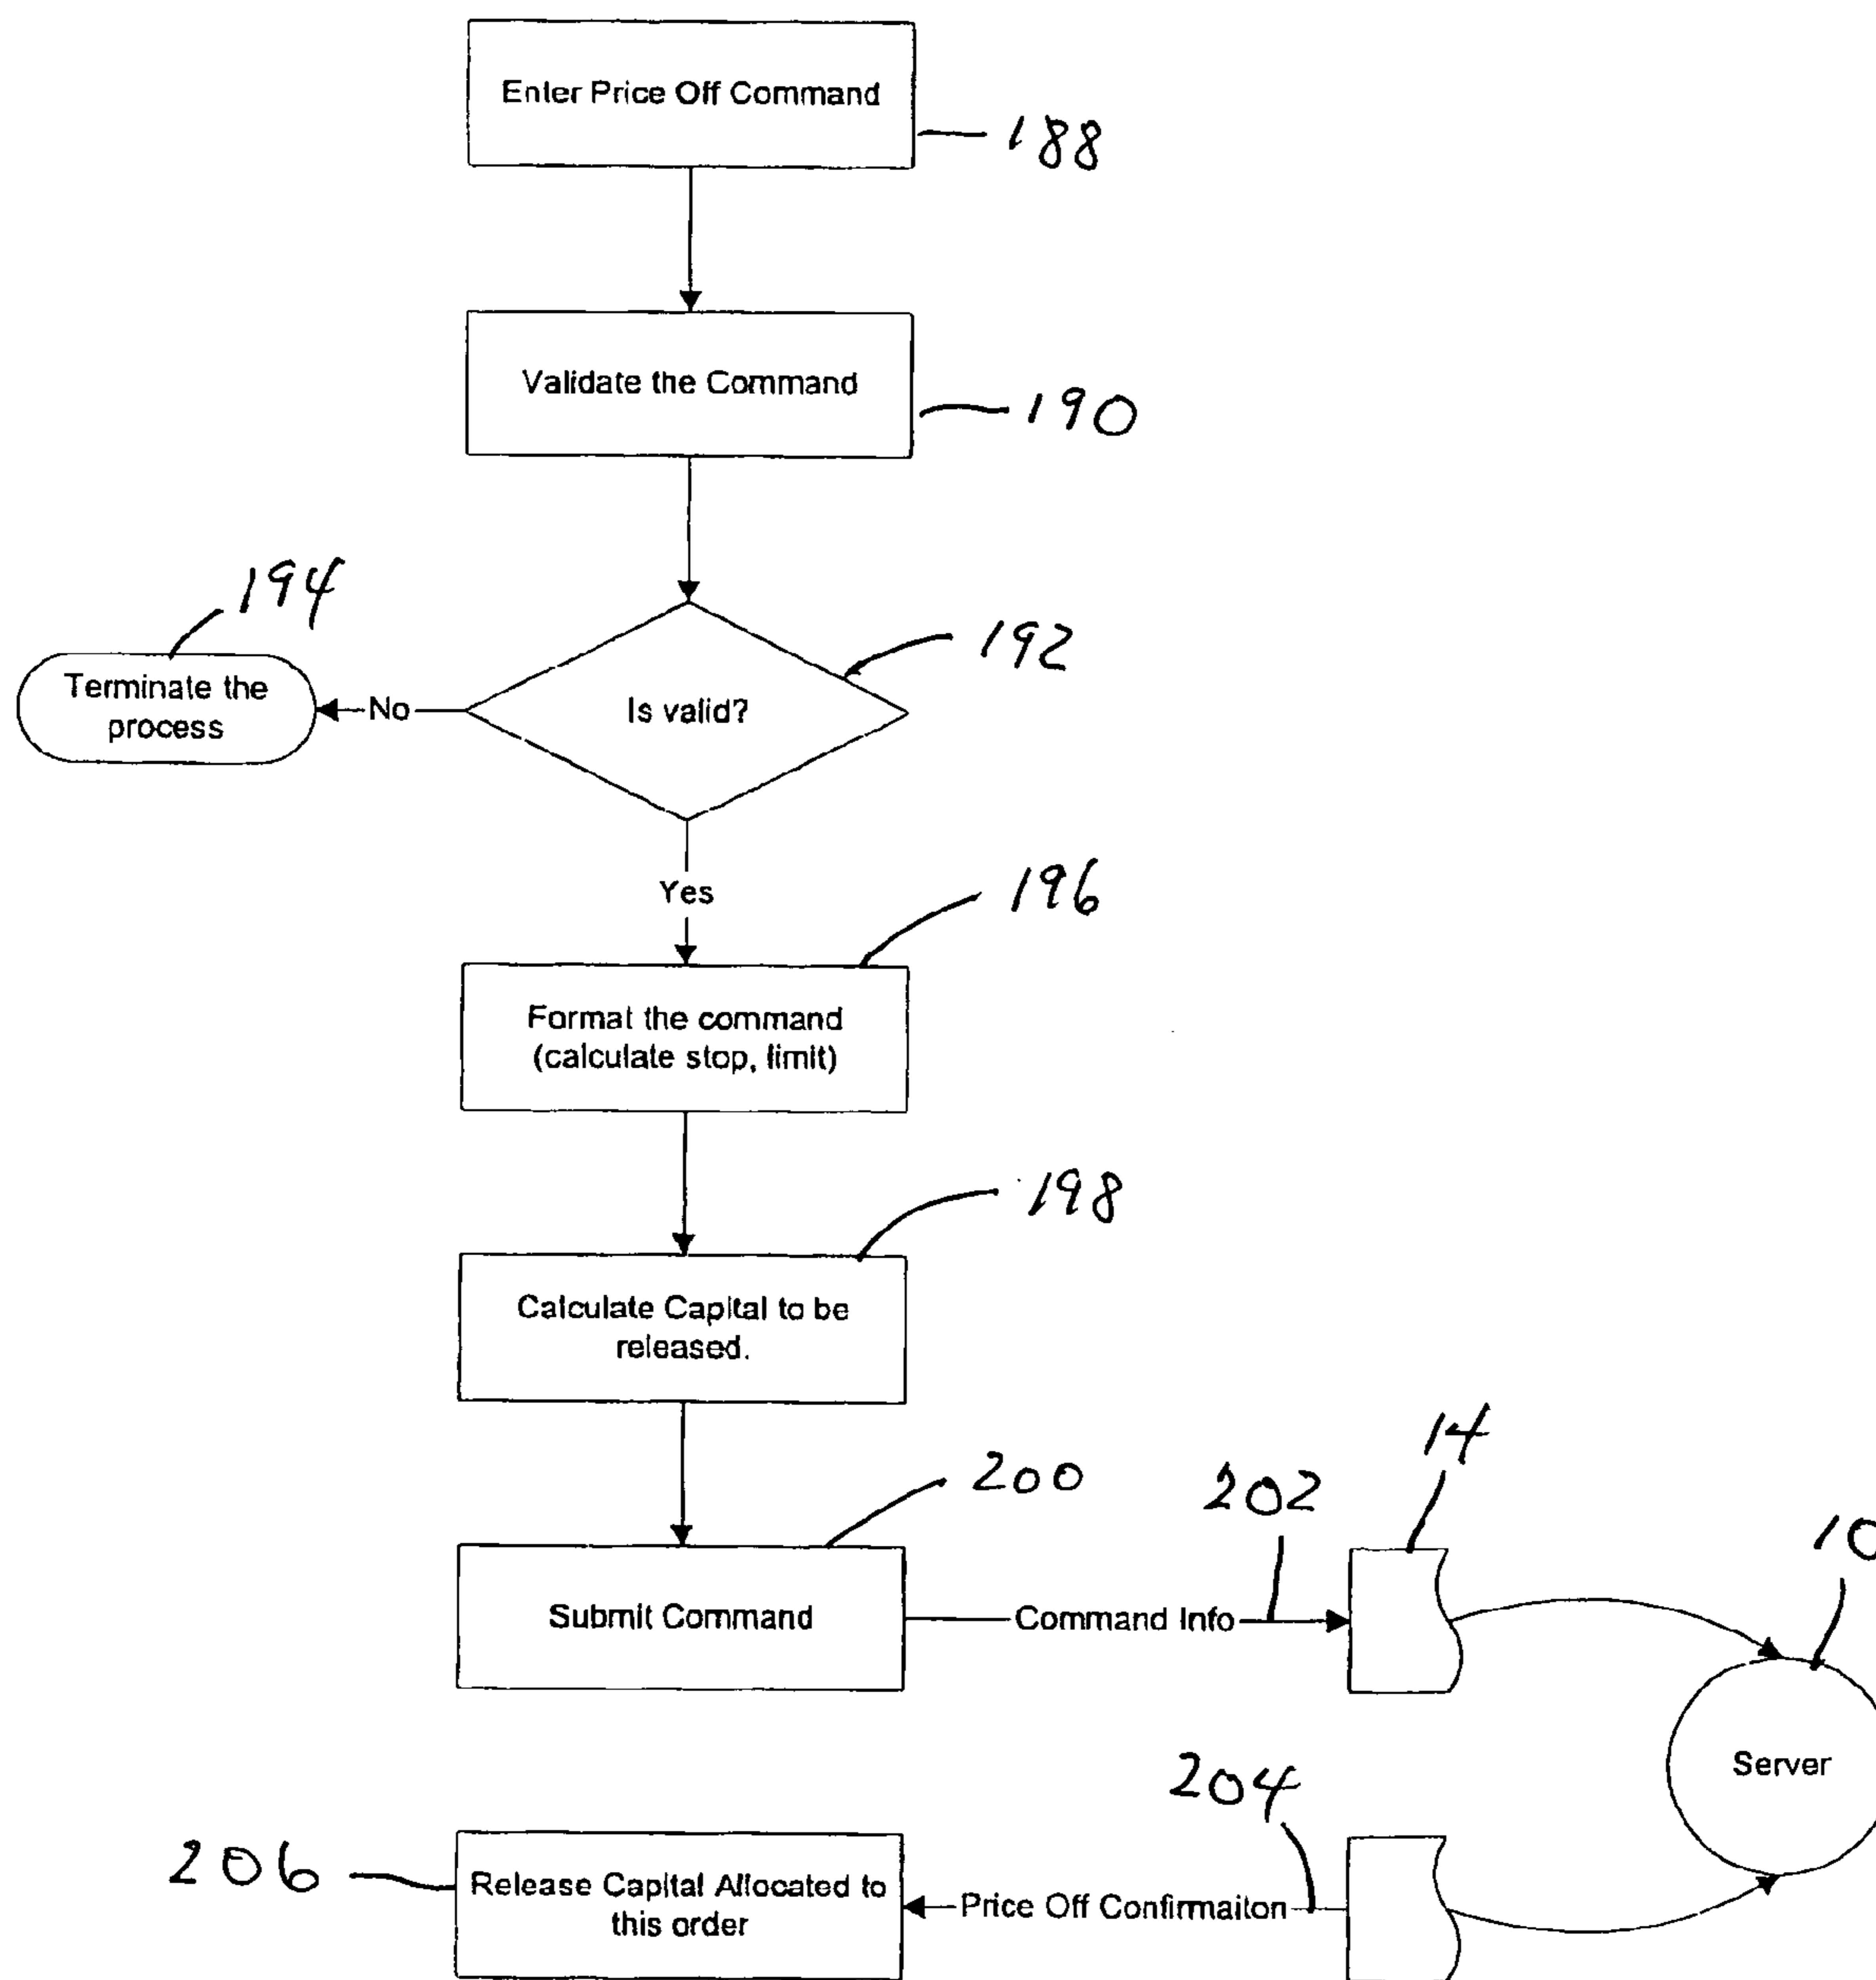 Enter Price Off Command
188
Validate the Command
190
194
192
Terminate the
process
No
Is valid?
Yes
196
Format the command
(calculate stop, limit)
198
Calculate Capital to be
released.
200
202
14
10
Submit Command
Command Info
Server
204
206
Release Capital Allocated to
this order
Price Off Confirmaiton